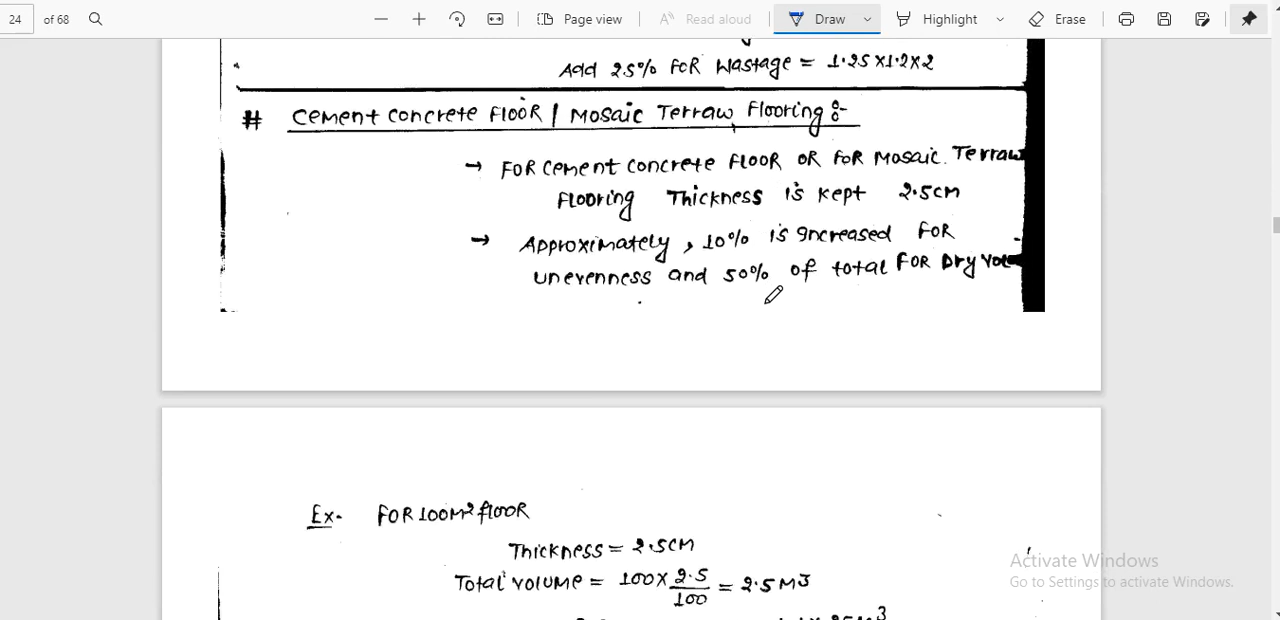 24 of 68 Page view Read aloud Draw Highlight Erase
Add 25% FOR Wastage = 1.25 X 1.2 X 2
# Cement Concrete Floor / Mosaic Terraw, Flooring :-
→ FOR Cement Concrete FLOOR OR FOR Mosaic Terraw
Flooring Thickness is kept 2.5 CM
→ Approximately, 10% is increased FOR
unevenness and 50% of total FOR Dry Vol
Ex- FOR 100M² floor
Thickness = 2.5CM
Total Volume = 100 X 2.5/100 = 2.5 M³
Activate Windows
Go to Settings to activate Windows.